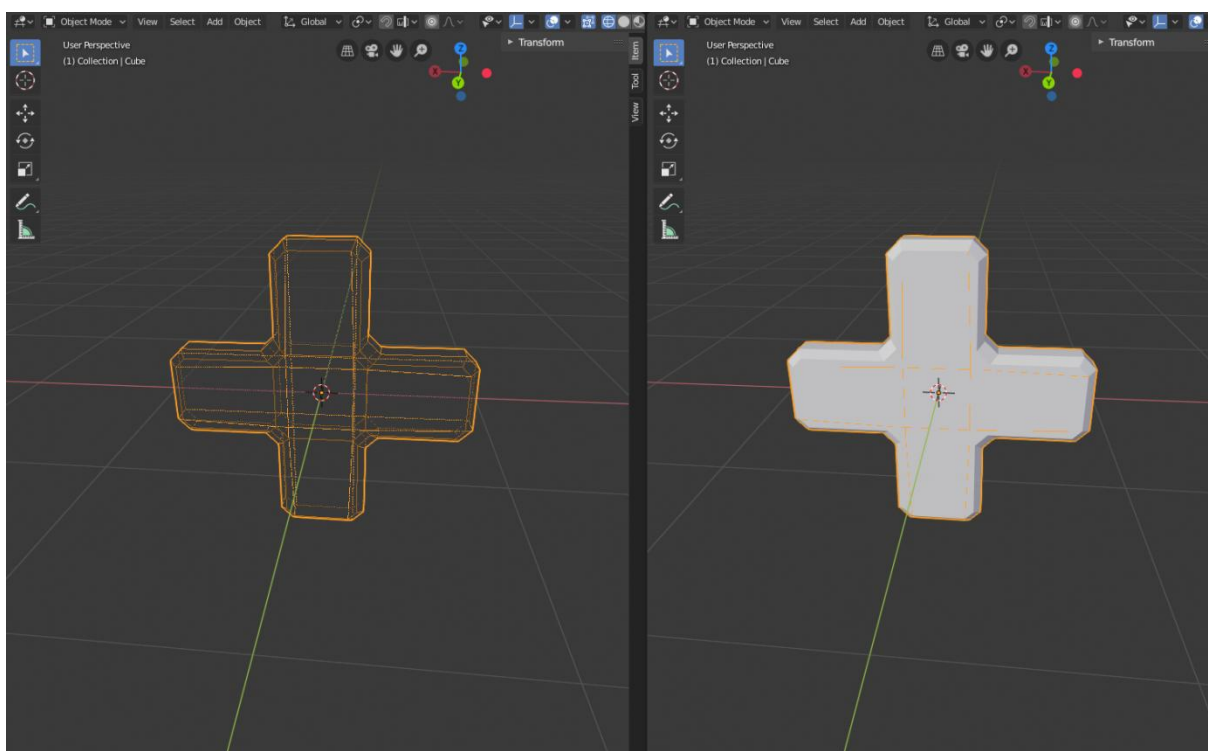 Object Mode View Select Add Object Global
User Perspective
(1) Collection | Cube
Transform
Item
Tool
View
X
Y
Z
Object Mode View Select Add Object Global
User Perspective
(1) Collection | Cube
Transform
X
Y
Z